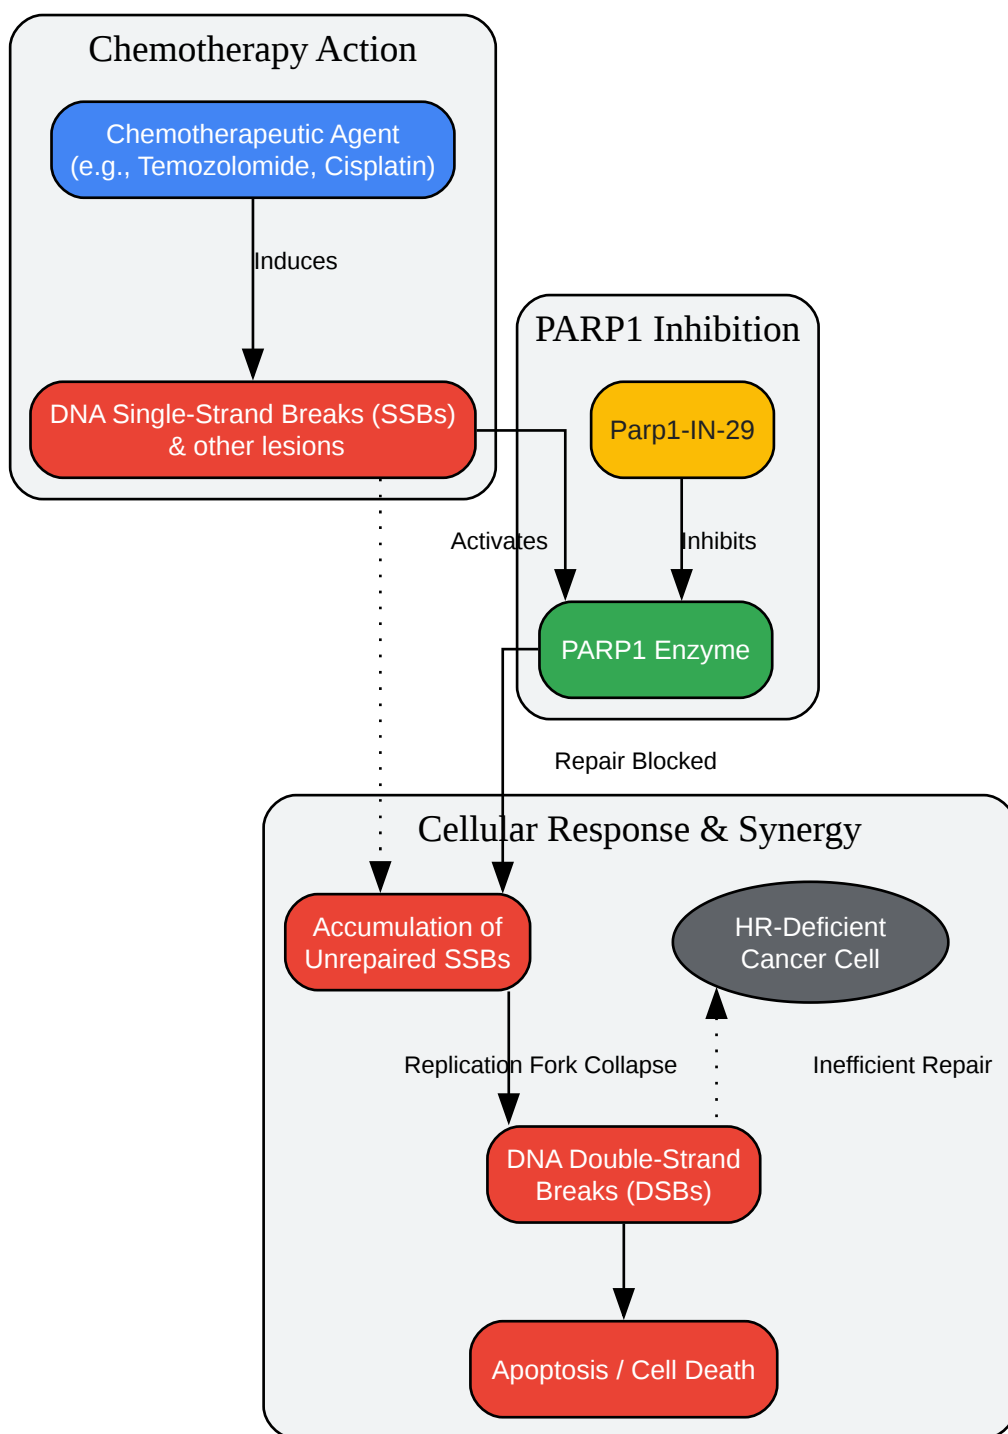 Chemotherapy Action
Chemotherapeutic Agent
(e.g., Temozolomide, Cisplatin)
Induces
DNA Single-Strand Breaks (SSBs)
& other lesions
PARP1 Inhibition
Parp1-IN-29
Activates
Inhibits
PARP1 Enzyme
Repair Blocked
Cellular Response & Synergy
Accumulation of
Unrepaired SSBs
HR-Deficient
Cancer Cell
Replication Fork Collapse
Inefficient Repair
DNA Double-Strand
Breaks (DSBs)
Apoptosis / Cell Death